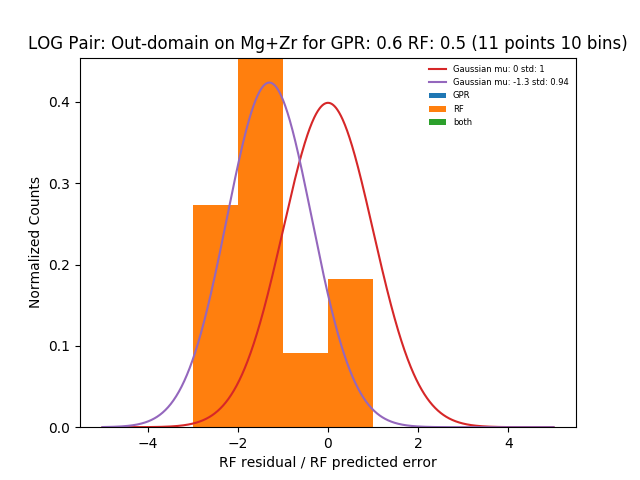 LOG Pair: Out-domain on Mg+Zr for GPR: 0.6 RF: 0.5 (11 points 10 bins)
Gaussian mu: 0 std: 1
Gaussian mu: -1.3 std: 0.94
GPR
RF
both
Normalized Counts
0.4
0.3
0.2
0.1
0.0
−4 −2 0 2 4
RF residual / RF predicted error